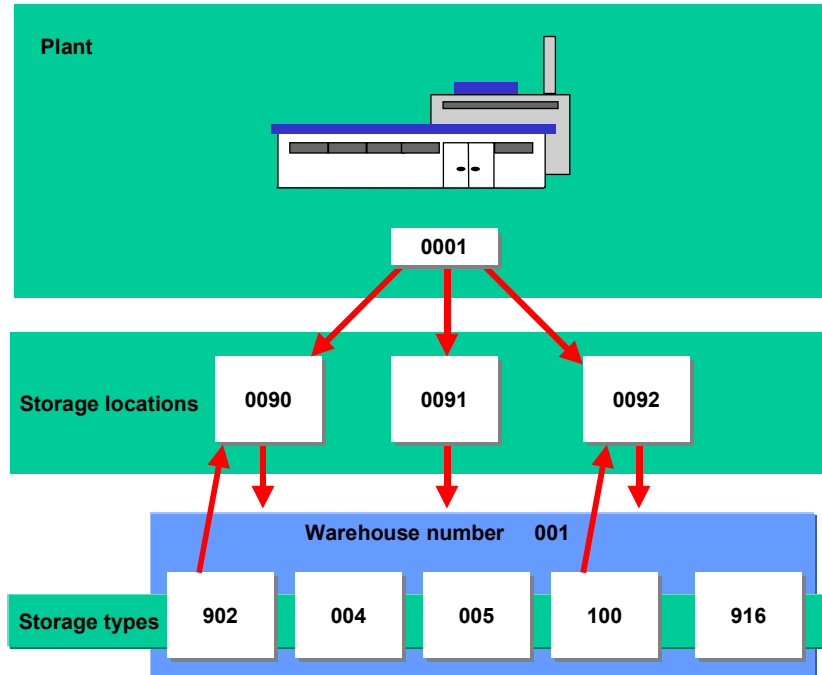 Plant
0001
Storage locations
0090
0091
0092
Warehouse number 001
Storage types
902
004
005
100
916